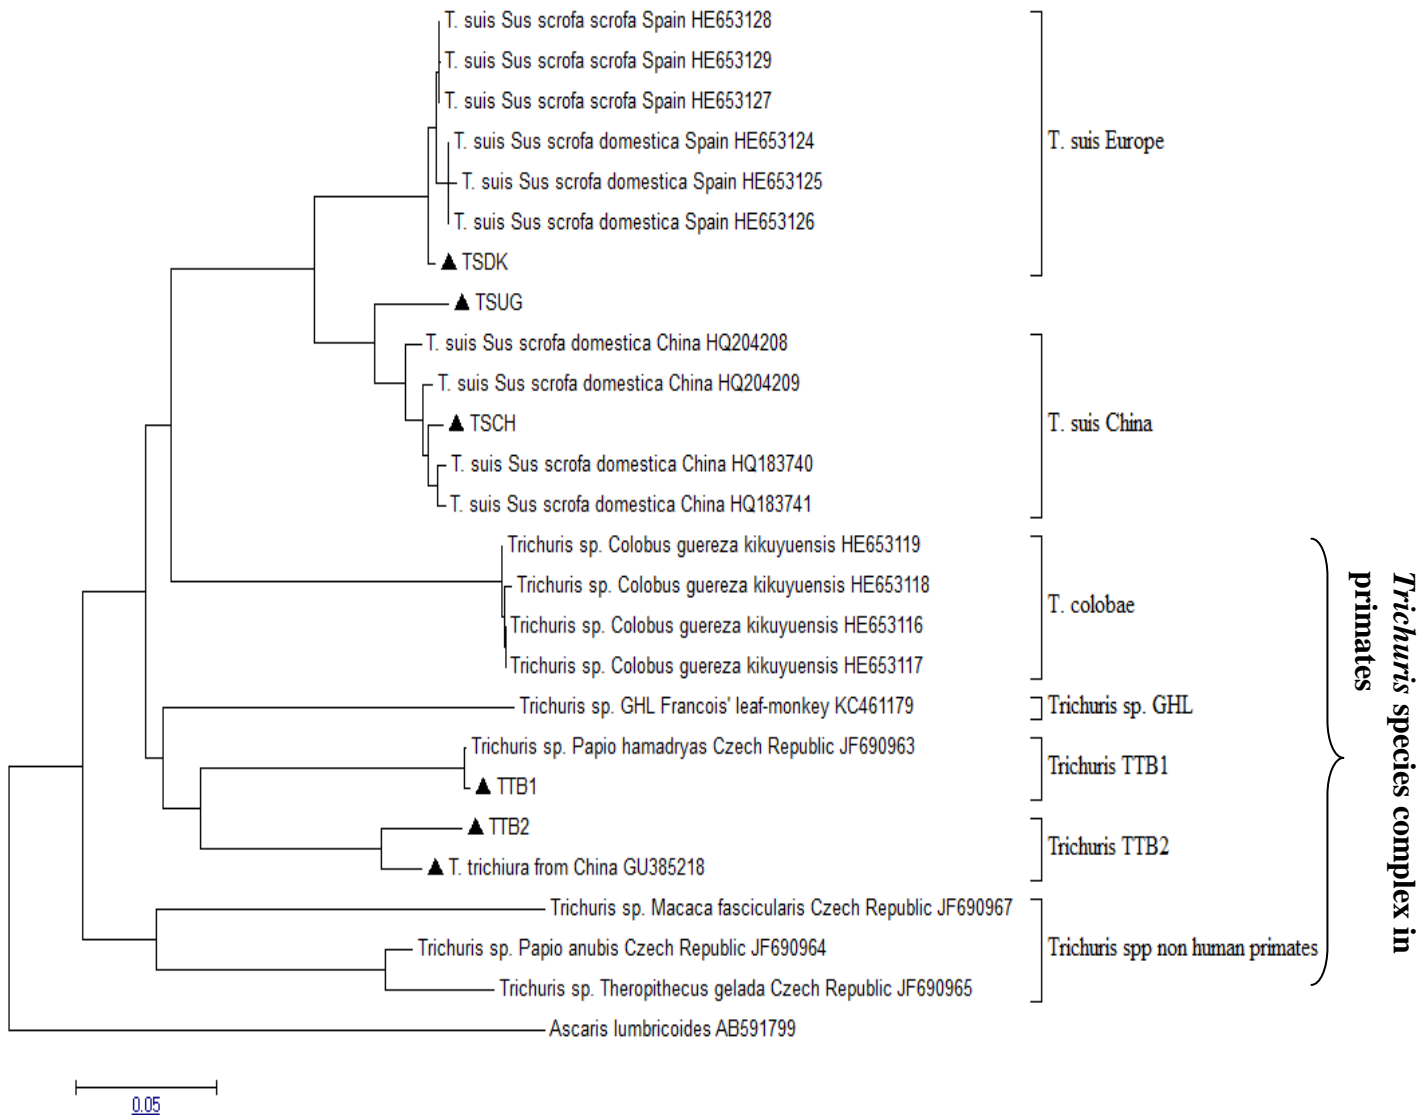 T. suis Sus scrofa scrofa Spain HE653128
T. suis Sus scrofa scrofa Spain HE653129
T. suis Sus scrofa scrofa Spain HE653127
T. suis Sus scrofa domestica Spain HE653124
T. suis Sus scrofa domestica Spain HE653125
T. suis Sus scrofa domestica Spain HE653126
TSDK
T. suis Europe
TSUG
T. suis Sus scrofa domestica China HQ204208
T. suis Sus scrofa domestica China HQ204209
TSCH
T. suis Sus scrofa domestica China HQ183740
T. suis Sus scrofa domestica China HQ183741
T. suis China
Trichuris sp. Colobus guereza kikuyuensis HE653119
Trichuris sp. Colobus guereza kikuyuensis HE653118
Trichuris sp. Colobus guereza kikuyuensis HE653116
Trichuris sp. Colobus guereza kikuyuensis HE653117
T. colobae
Trichuris sp. GHL Francois' leaf-monkey KC461179
Trichuris sp. GHL
Trichuris sp. Papio hamadryas Czech Republic JF690963
TTB1
Trichuris TTB1
TTB2
T. trichiura from China GU385218
Trichuris TTB2
Trichuris sp. Macaca fascicularis Czech Republic JF690967
Trichuris sp. Papio anubis Czech Republic JF690964
Trichuris sp. Theropithecus gelada Czech Republic JF690965
Trichuris spp non human primates
Ascaris lumbricoides AB591799
Trichuris species complex in
primates
0.05